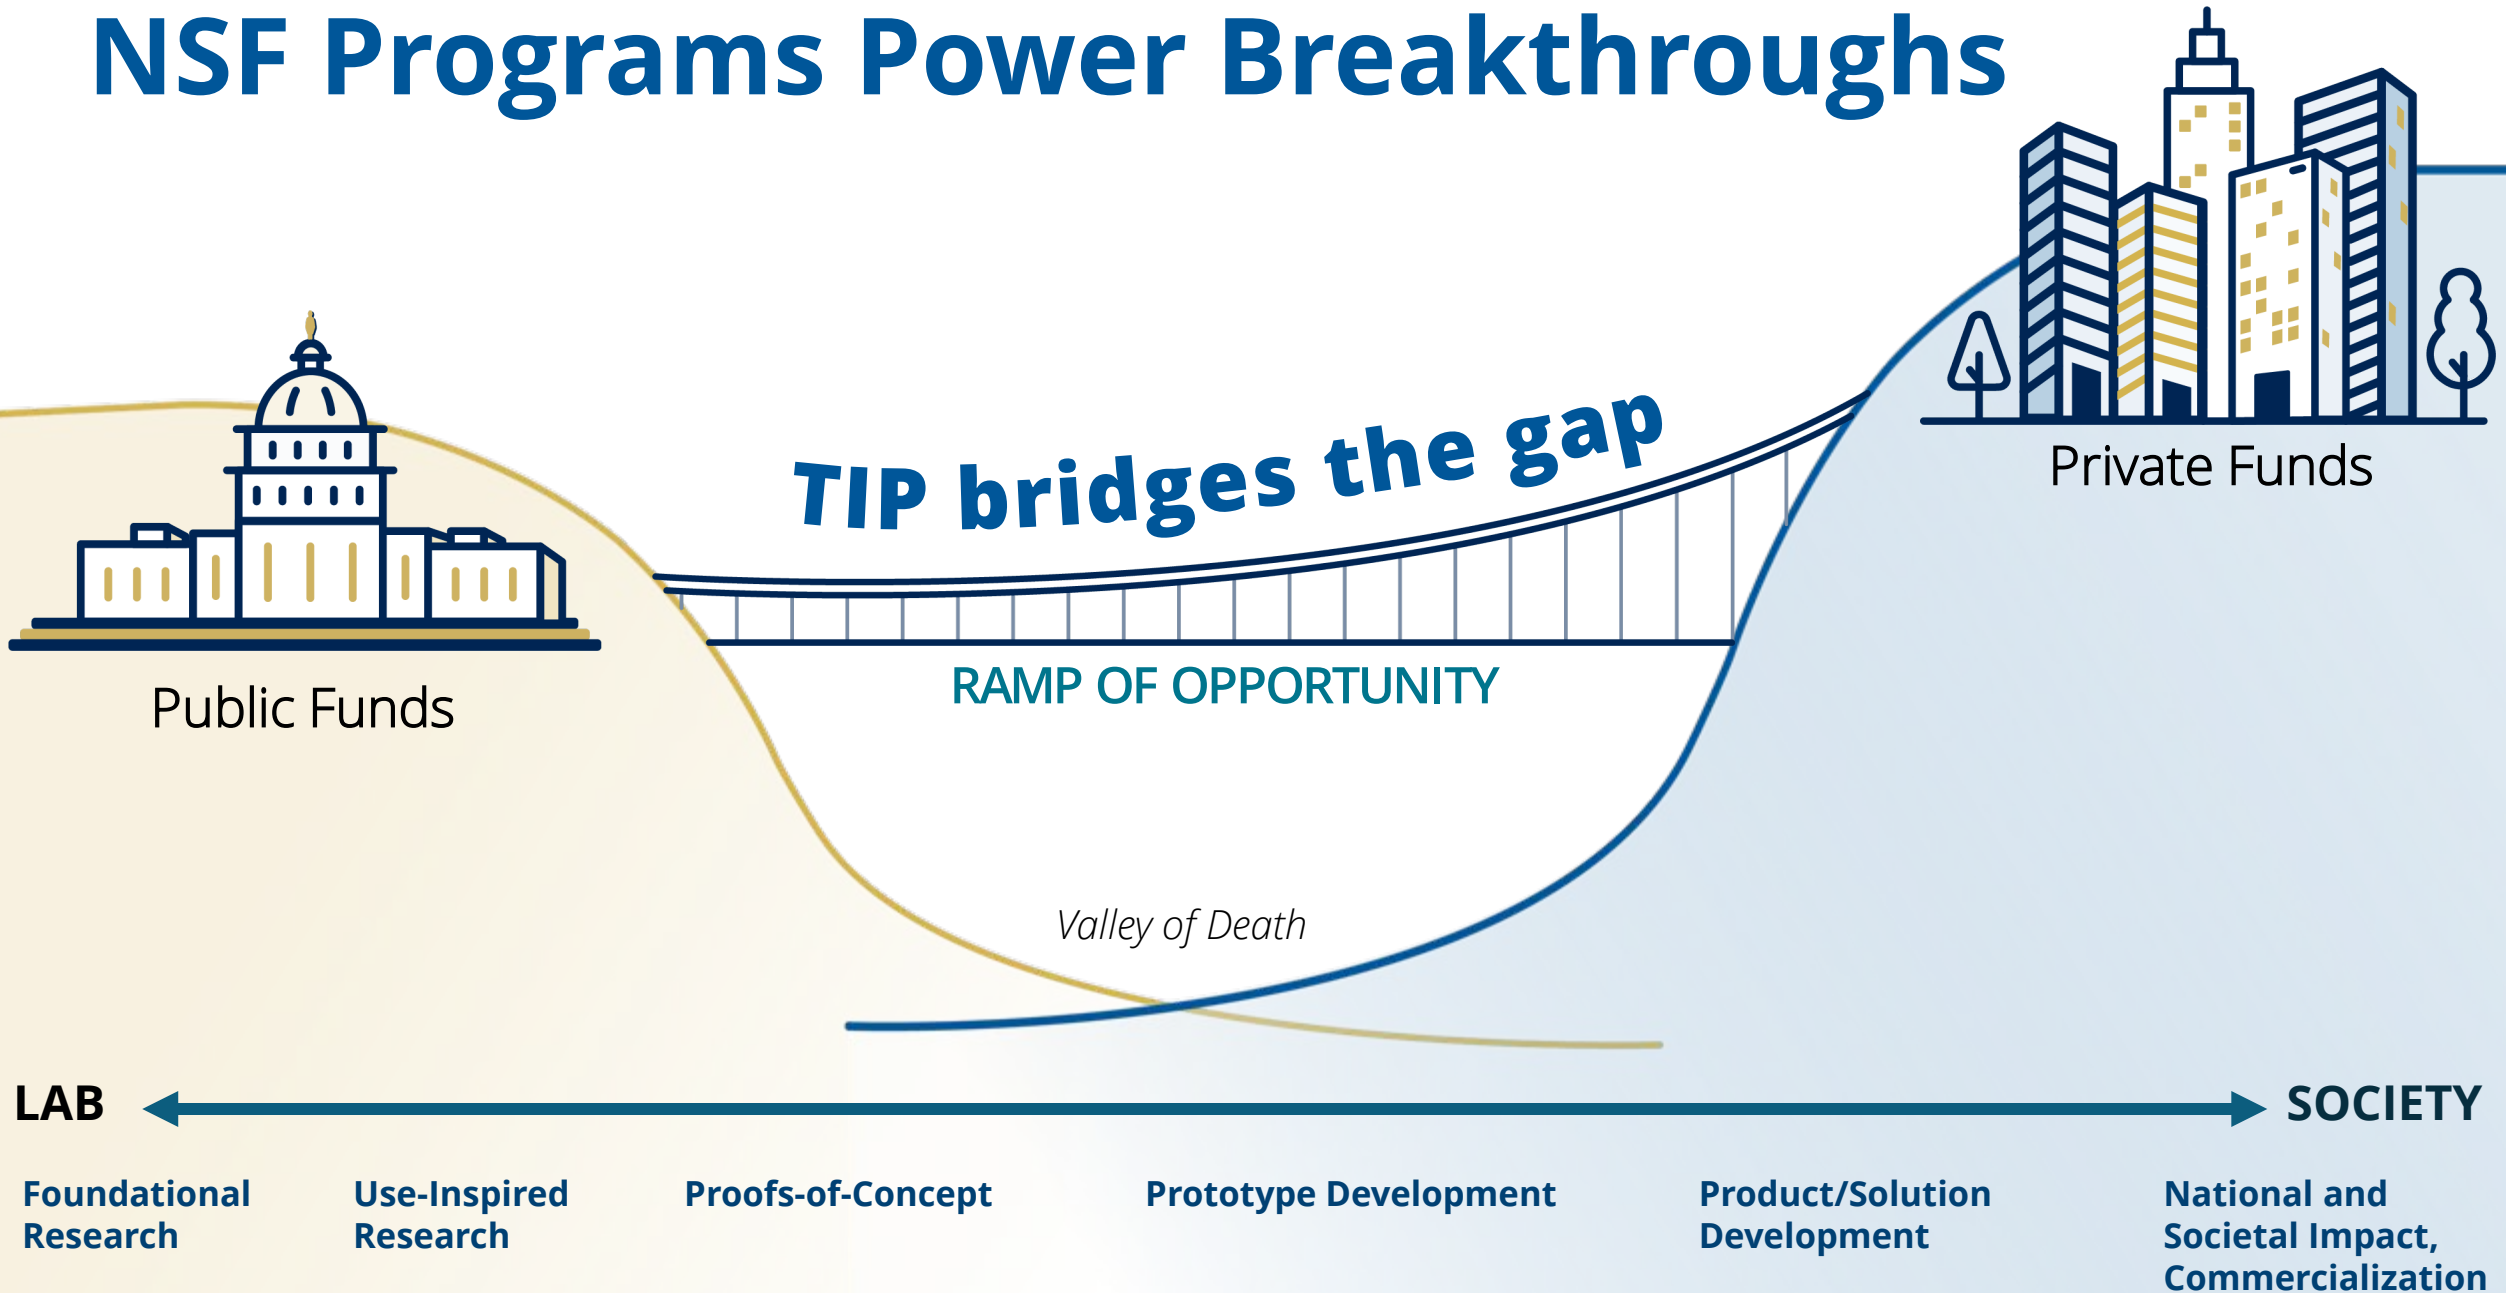 NSF Programs Power Breakthroughs
TIP bridges the gap
Private Funds
RAMP OF OPPORTUNITY
Public Funds
Valley of Death
LAB
SOCIETY
Foundational
Research
Use-Inspired
Research
Proofs-of-Concept
Prototype Development
Product/Solution
Development
National and
Societal Impact,
Commercialization